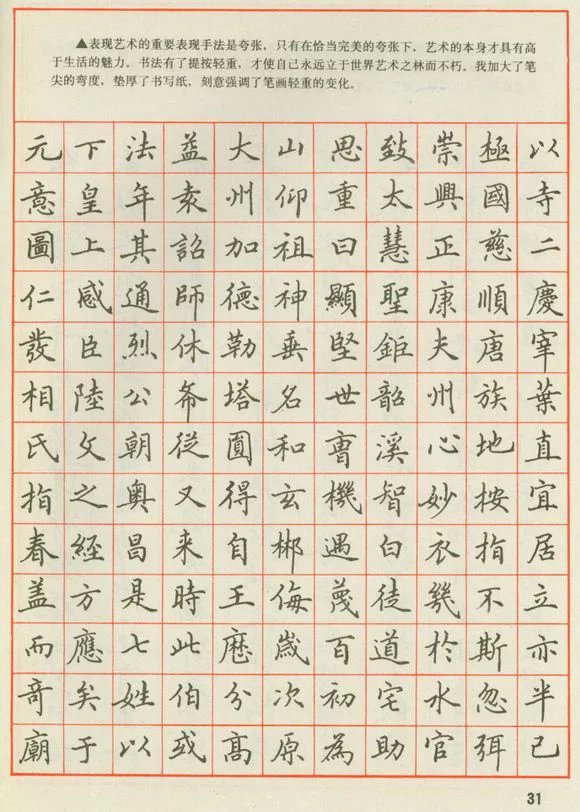 ▲表现艺术的重要表现手法是夸张，只有在恰当完美的夸张下，艺术的本身才具有高
于生活的魅力。书法有了提按轻重，才使自己永远立于世界艺术之林而不朽。我加大了笔
尖的弯度，垫厚了书写纸，刻意强调了笔画轻重的变化。
元下法益大山思致崇極以
意皇年袁州仰重太興國寺
圖上其詔加祖曰慧正慈二
仁感通師德神顯聖康順慶
發臣烈休勒垂堅鉅夫唐宰
相陸公希塔名世韶州族葉
氏文朝從圓和曹溪心地直
指之奥又得玄機智妙按宜
春經昌来自郴遇白衣指居
盖方是時王侮蔑徒幾不立
而應七此歷歲百道於斯亦
奇矣姓伯分次初宅水忽半
廟于以或高原為助官弭已
31